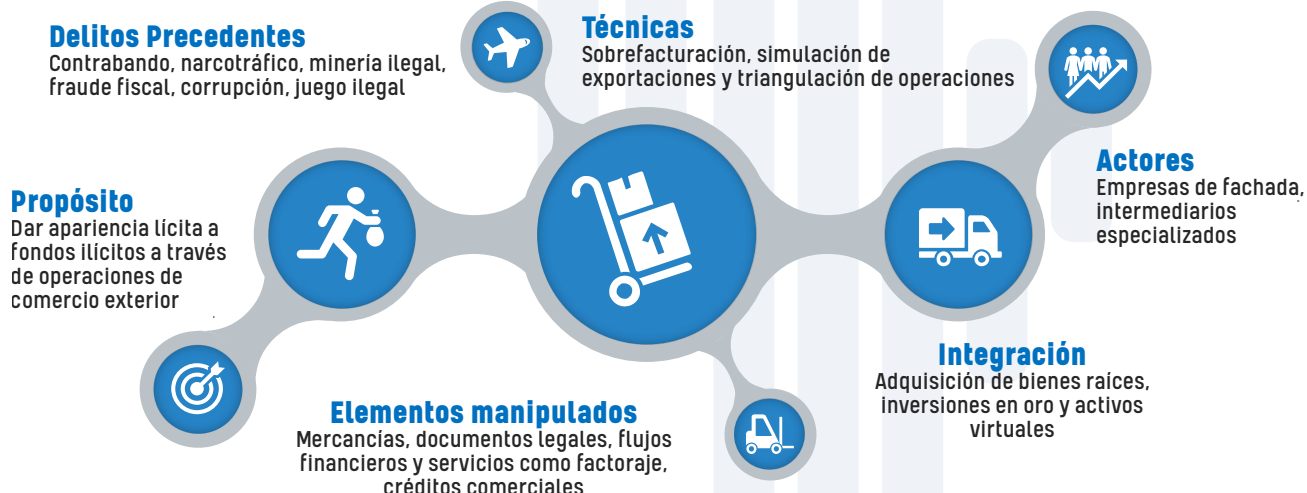 Delitos Precedentes
Contrabando, narcotráfico, minería ilegal,
fraude fiscal, corrupción, juego ilegal
Técnicas
Sobrefacturación, simulación de
exportaciones y triangulación de operaciones
Propósito
Dar apariencia lícita a
fondos ilícitos a través
de operaciones de
comercio exterior
Actores
Empresas de fachada,
intermediarios
especializados
Elementos manipulados
Mercancías, documentos legales, flujos
financieros y servicios como factoraje,
créditos comerciales
Integración
Adquisición de bienes raíces,
inversiones en oro y activos
virtuales